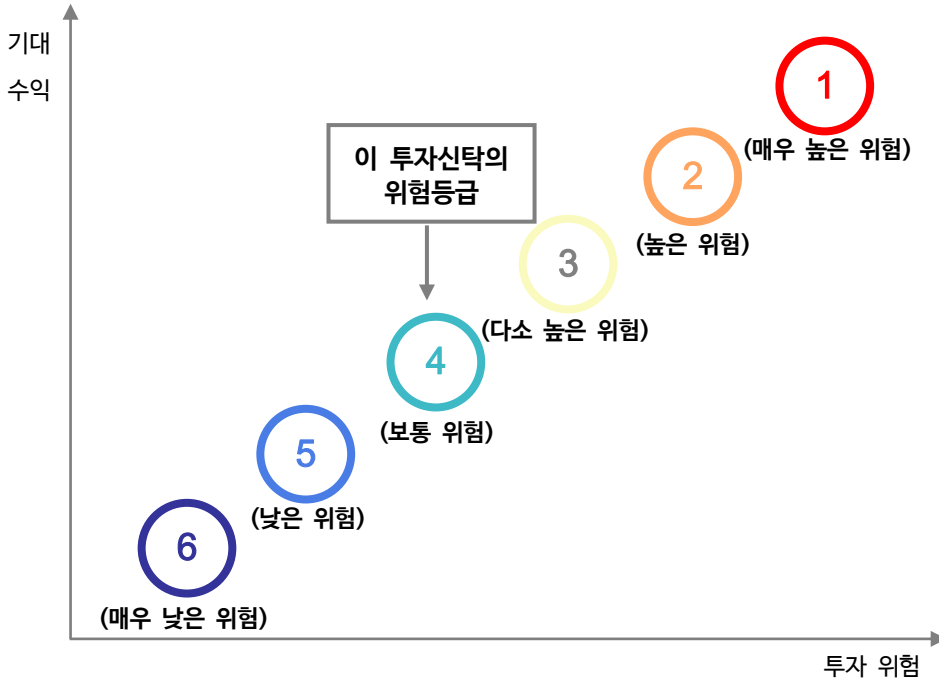 기대
수익
1
(매우 높은 위험)
2
(높은 위험)
이 투자신탁의
위험등급
3
(다소 높은 위험)
4
(보통 위험)
5
(낮은 위험)
6
(매우 낮은 위험)
투자 위험